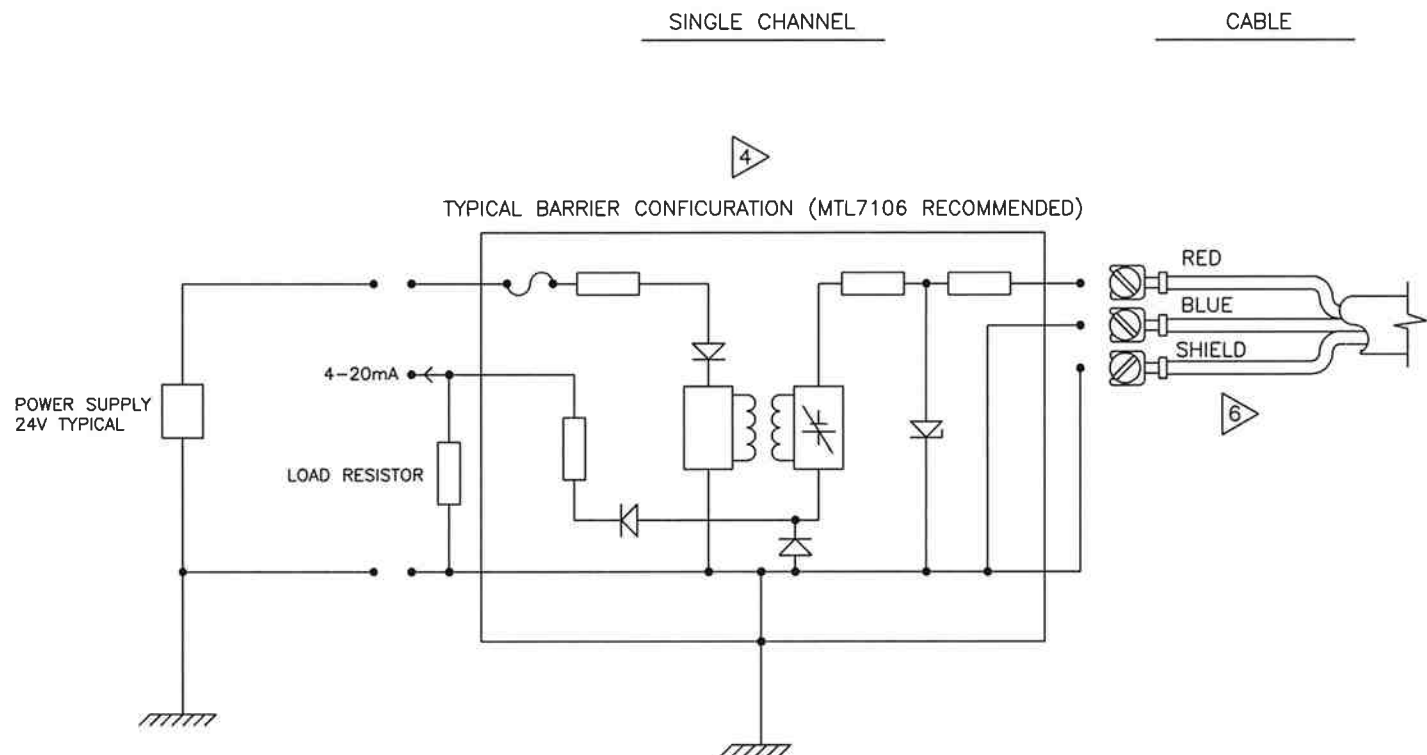 SINGLE CHANNEL
CABLE
4
TYPICAL BARRIER CONFICURATION (MTL7106 RECOMMENDED)
RED
BLUE
SHIELD
6
4-20mA
POWER SUPPLY
24V TYPICAL
LOAD RESISTOR